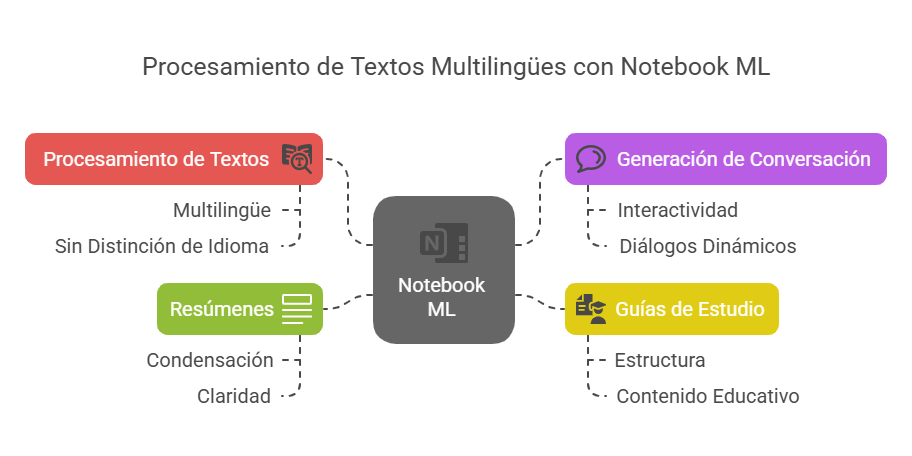 Procesamiento de Textos Multilingües con Notebook ML
Procesamiento de Textos
Multilingüe
Sin Distinción de Idioma
Resúmenes
Condensación
Claridad
N
Notebook
ML
Generación de Conversación
Interactividad
Diálogos Dinámicos
Guías de Estudio
Estructura
Contenido Educativo